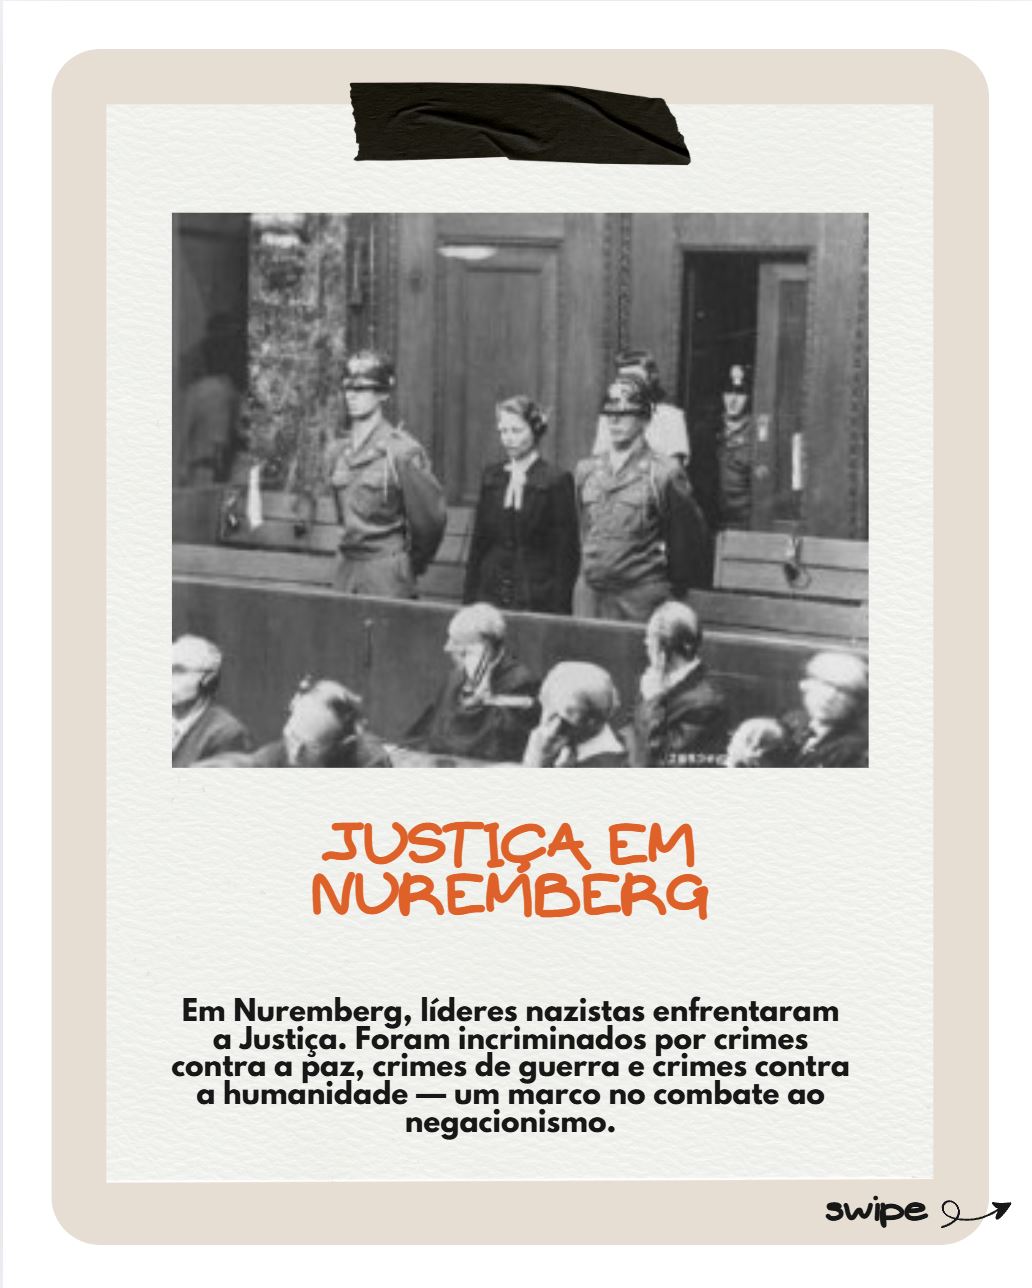 JUSTIÇA EM
NUREMBERG
Em Nuremberg, líderes nazistas enfrentaram
a Justiça. Foram incriminados por crimes
contra a paz, crimes de guerra e crimes contra
a humanidade — um marco no combate ao
negacionismo.
swipe